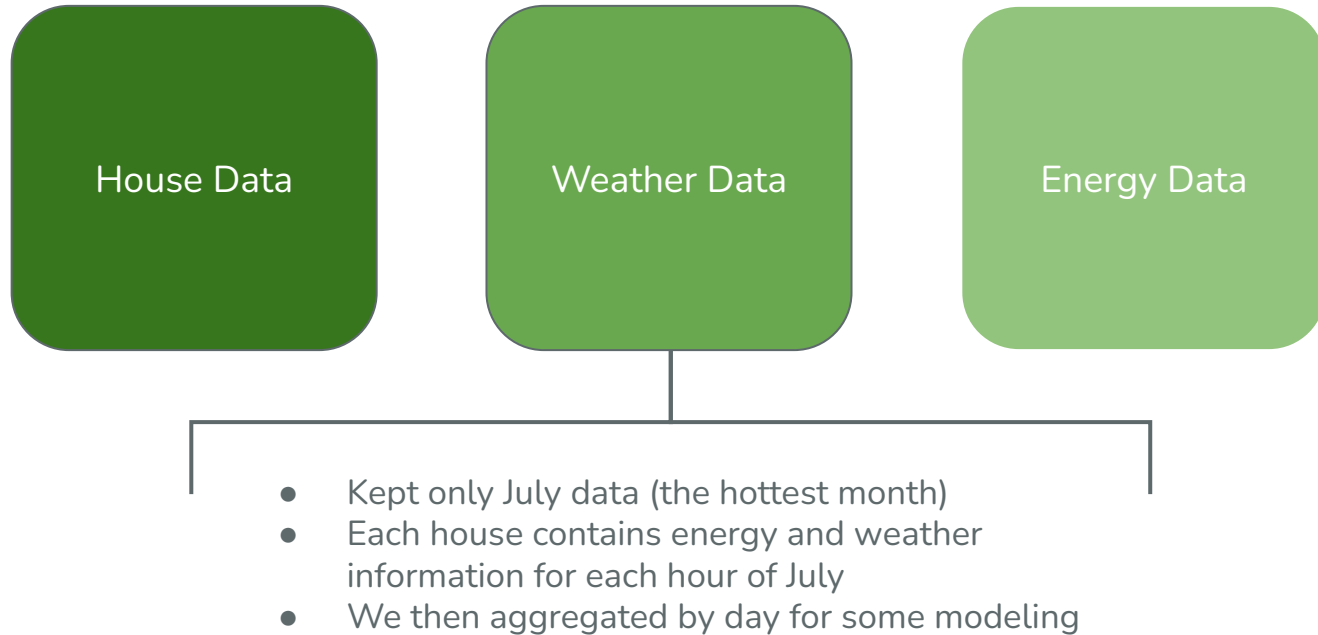 House Data
Weather Data
Energy Data
● Kept only July data (the hottest month)
● Each house contains energy and weather
information for each hour of July
● We then aggregated by day for some modeling